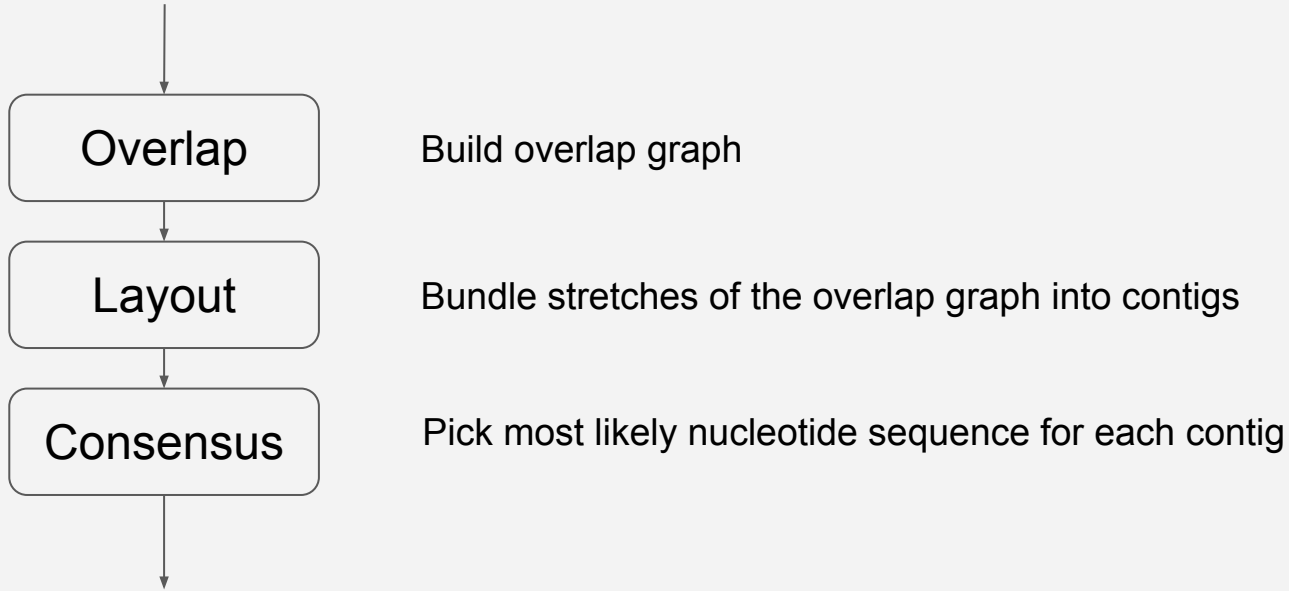 Overlap
Build overlap graph
Layout
Bundle stretches of the overlap graph into contigs
Consensus
Pick most likely nucleotide sequence for each contig